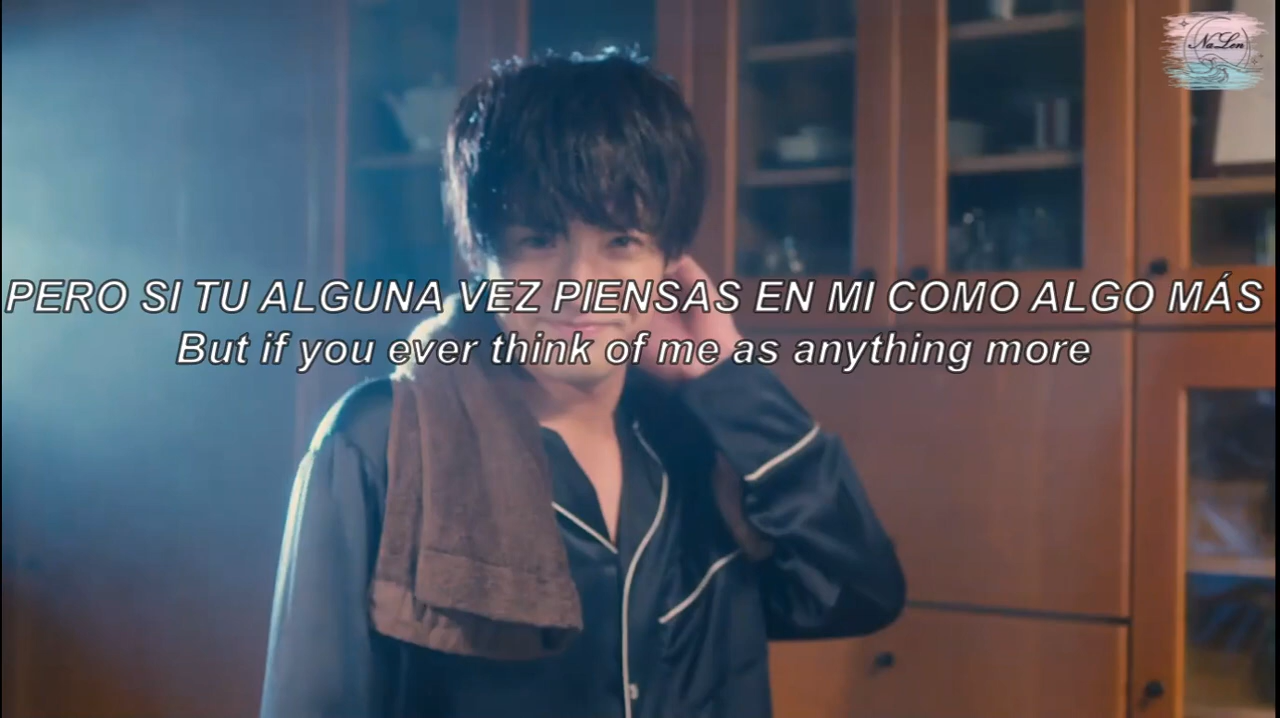 NaLen
PERO SI TU ALGUNA VEZ PIENSAS EN MI COMO ALGO MÁS
But if you ever think of me as anything more